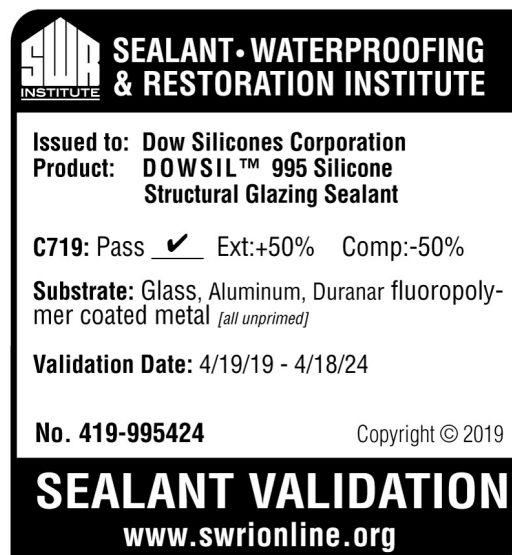 SWR
INSTITUTE
SEALANT • WATERPROOFING
& RESTORATION INSTITUTE
Issued to: Dow Silicones Corporation
Product: DOWSIL™ 995 Silicone
Structural Glazing Sealant
C719: Pass ✔ Ext:+50% Comp:-50%
Substrate: Glass, Aluminum, Duranar fluoropoly-
mer coated metal [all unprimed]
Validation Date: 4/19/19 - 4/18/24
No. 419-995424 Copyright © 2019
SEALANT VALIDATION
www.swrionline.org